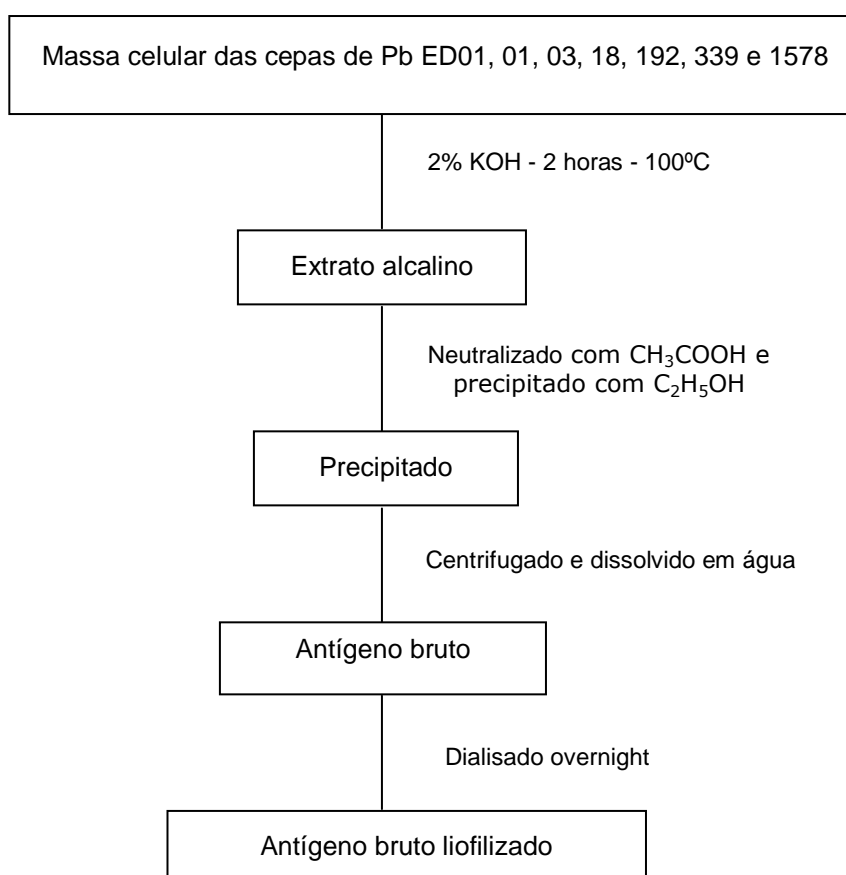 Massa celular das cepas de Pb ED01, 01, 03, 18, 192, 339 e 1578
2% KOH - 2 horas - 100ºC
Extrato alcalino
Neutralizado com CH₃COOH e
precipitado com C₂H₅OH
Precipitado
Centrifugado e dissolvido em água
Antígeno bruto
Dialisado overnight
Antígeno bruto liofilizado